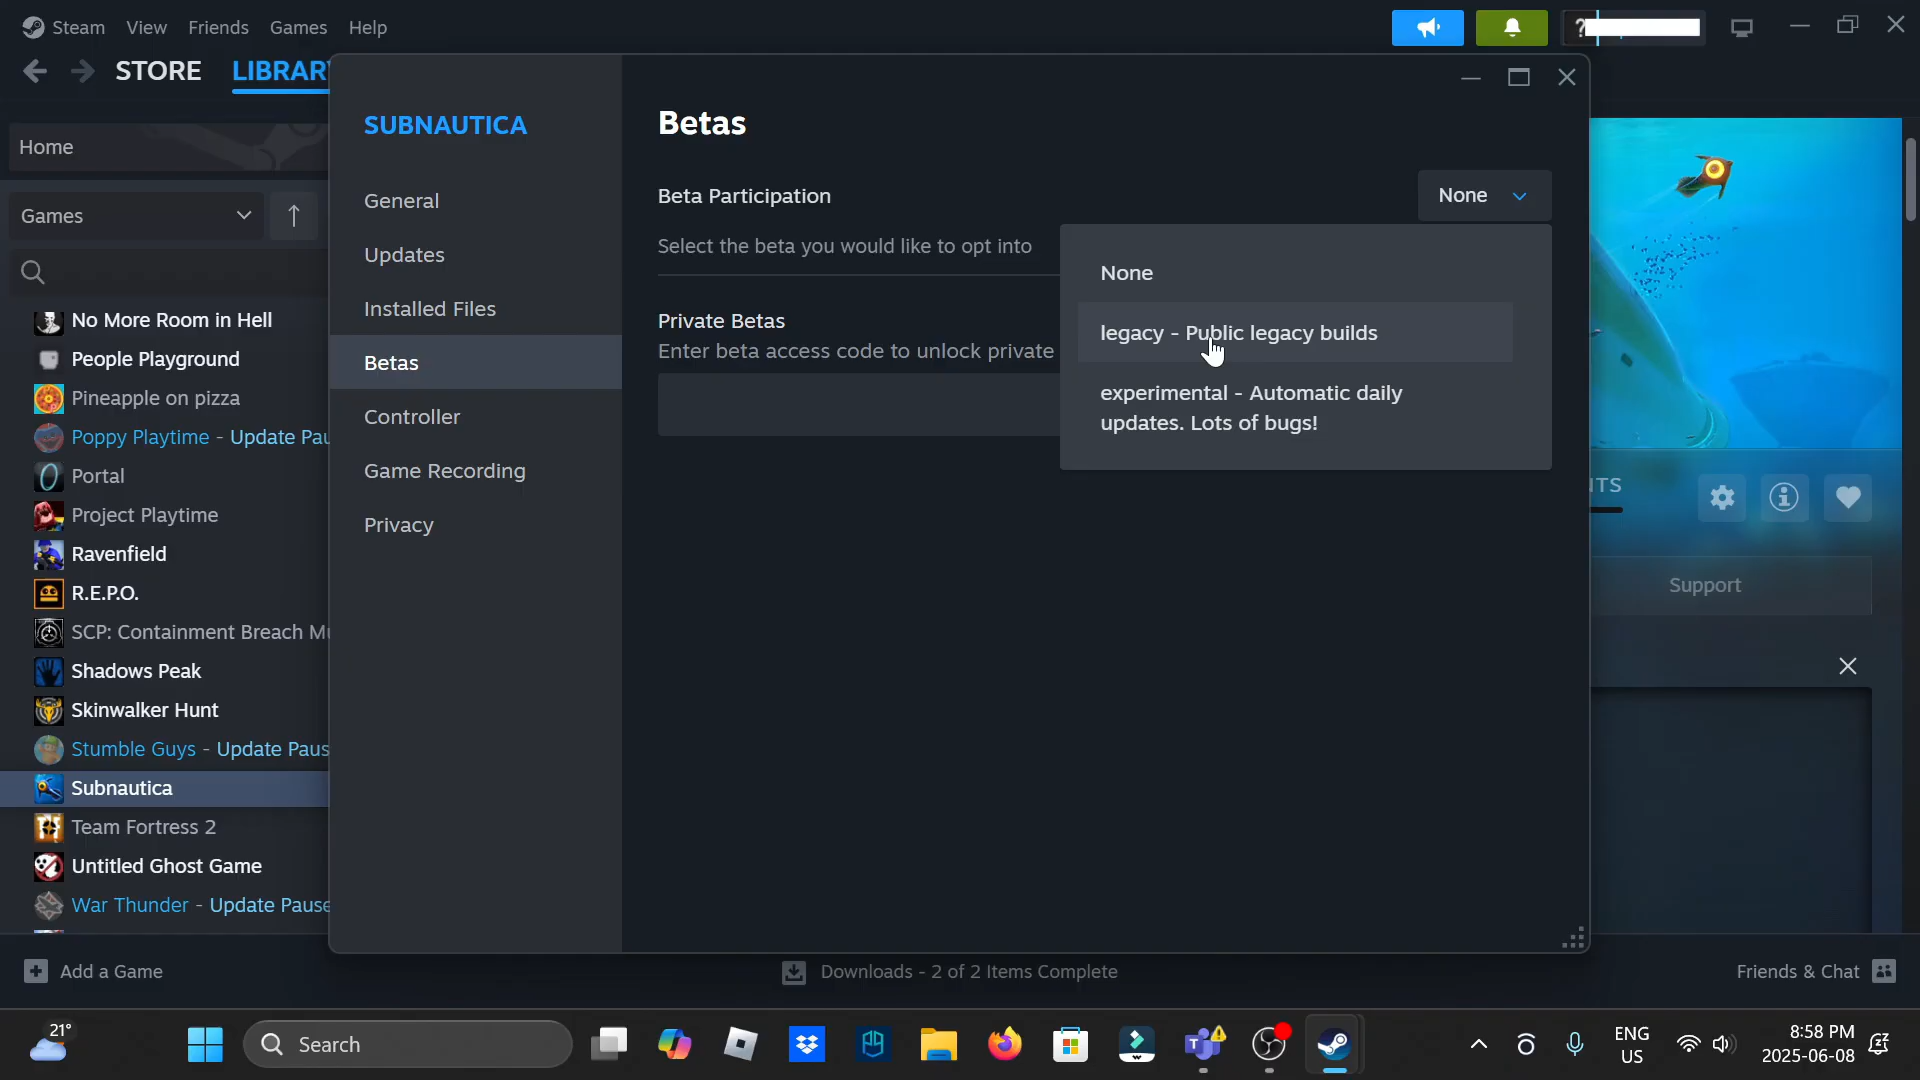 Steam View Friends Games Help
STORE LIBRARY
Home
Games
No More Room in Hell
People Playground
Pineapple on pizza
Poppy Playtime - Update Pau
Portal
Project Playtime
Ravenfield
R.E.P.O.
SCP: Containment Breach Mu
Shadows Peak
Skinwalker Hunt
Stumble Guys - Update Paus
Subnautica
Team Fortress 2
Untitled Ghost Game
War Thunder - Update Pause
SUBNAUTICA
General
Updates
Installed Files
Betas
Controller
Game Recording
Privacy
Betas
Beta Participation
None
Select the beta you would like to opt into
Private Betas
Enter beta access code to unlock private
None
legacy - Public legacy builds
experimental - Automatic daily
updates. Lots of bugs!
NTS
Support
Add a Game
Downloads - 2 of 2 Items Complete
Friends & Chat
21°
Search
ENG
US
8:58 PM
2025-06-08